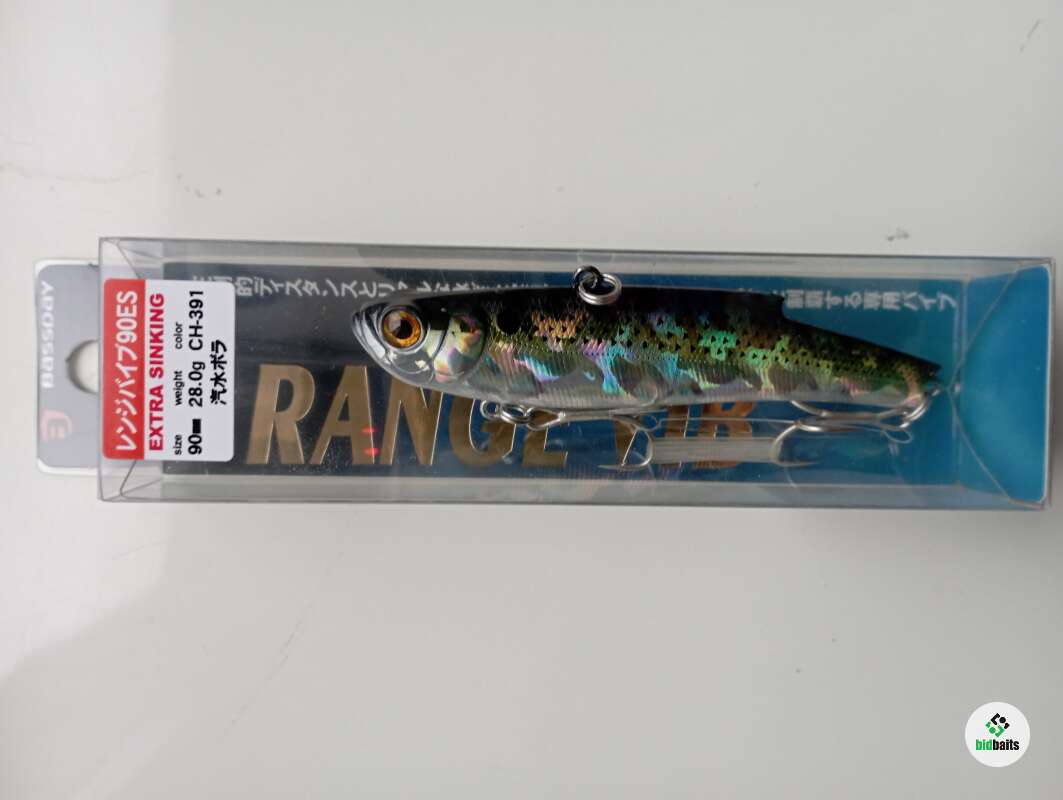 Bassday
レンジバイブ90ES
EXTRA SINKING
size weight color
90㎜ 28.0g CH-391
汽水ボラ
RANGE VIB
bidbaits